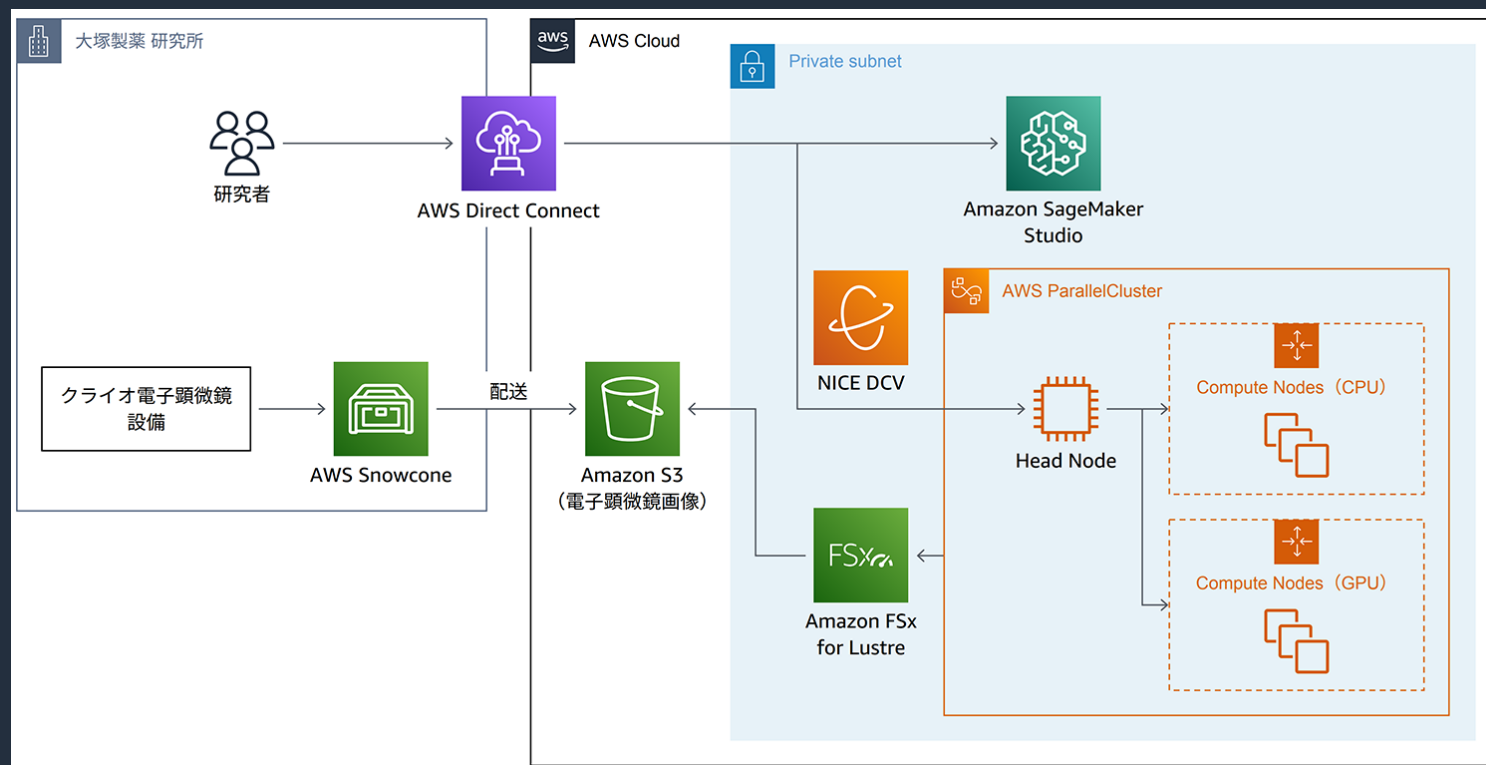 大塚製薬 研究所
aws
AWS Cloud
Private subnet
研究者
AWS Direct Connect
Amazon SageMaker
Studio
AWS ParallelCluster
NICE DCV
Compute Nodes（CPU）
クライオ電子顕微鏡
設備
配送
AWS Snowcone
Amazon S3
（電子顕微鏡画像）
Head Node
FSx
Amazon FSx
for Lustre
Compute Nodes（GPU）